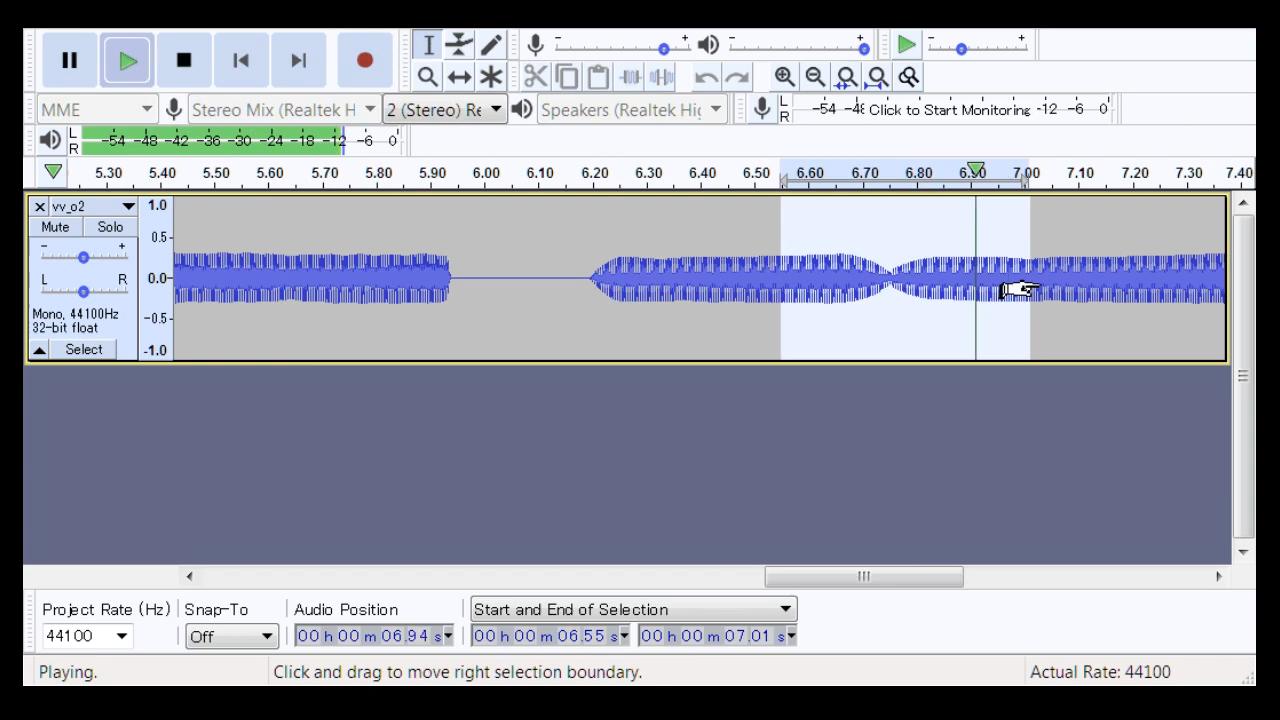 - + - + - +
MME Stereo Mix (Realtek H 2 (Stereo) Re Speakers (Realtek Hig L R -54 -48 Click to Start Monitoring -12 -6 0
L R -54 -48 -42 -36 -30 -24 -18 -12 -6 0
5.30 5.40 5.50 5.60 5.70 5.80 5.90 6.00 6.10 6.20 6.30 6.40 6.50 6.60 6.70 6.80 6.90 7.00 7.10 7.20 7.30 7.40
vv_o2 1.0
Mute Solo
- + 0.5
L R 0.0
Mono, 44100Hz
32-bit float -0.5
Select -1.0
Project Rate (Hz) Snap-To Audio Position Start and End of Selection
44100 Off 00 h 00 m 06.94 s 00 h 00 m 06.55 s 00 h 00 m 07.01 s
Playing. Click and drag to move right selection boundary. Actual Rate: 44100